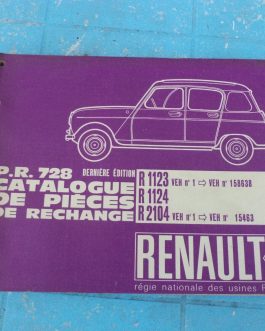 P.R. 728 DERNIÈRE ÉDITION
CATALOGUE
DE PIÈCES
DE RECHANGE
R 1123 VEH n° 1 ⇨ VEH n° 158638
R 1124
R 2104 VEH n° 1 ⇨ n° 15463
RENAULT
régie nationale des usines